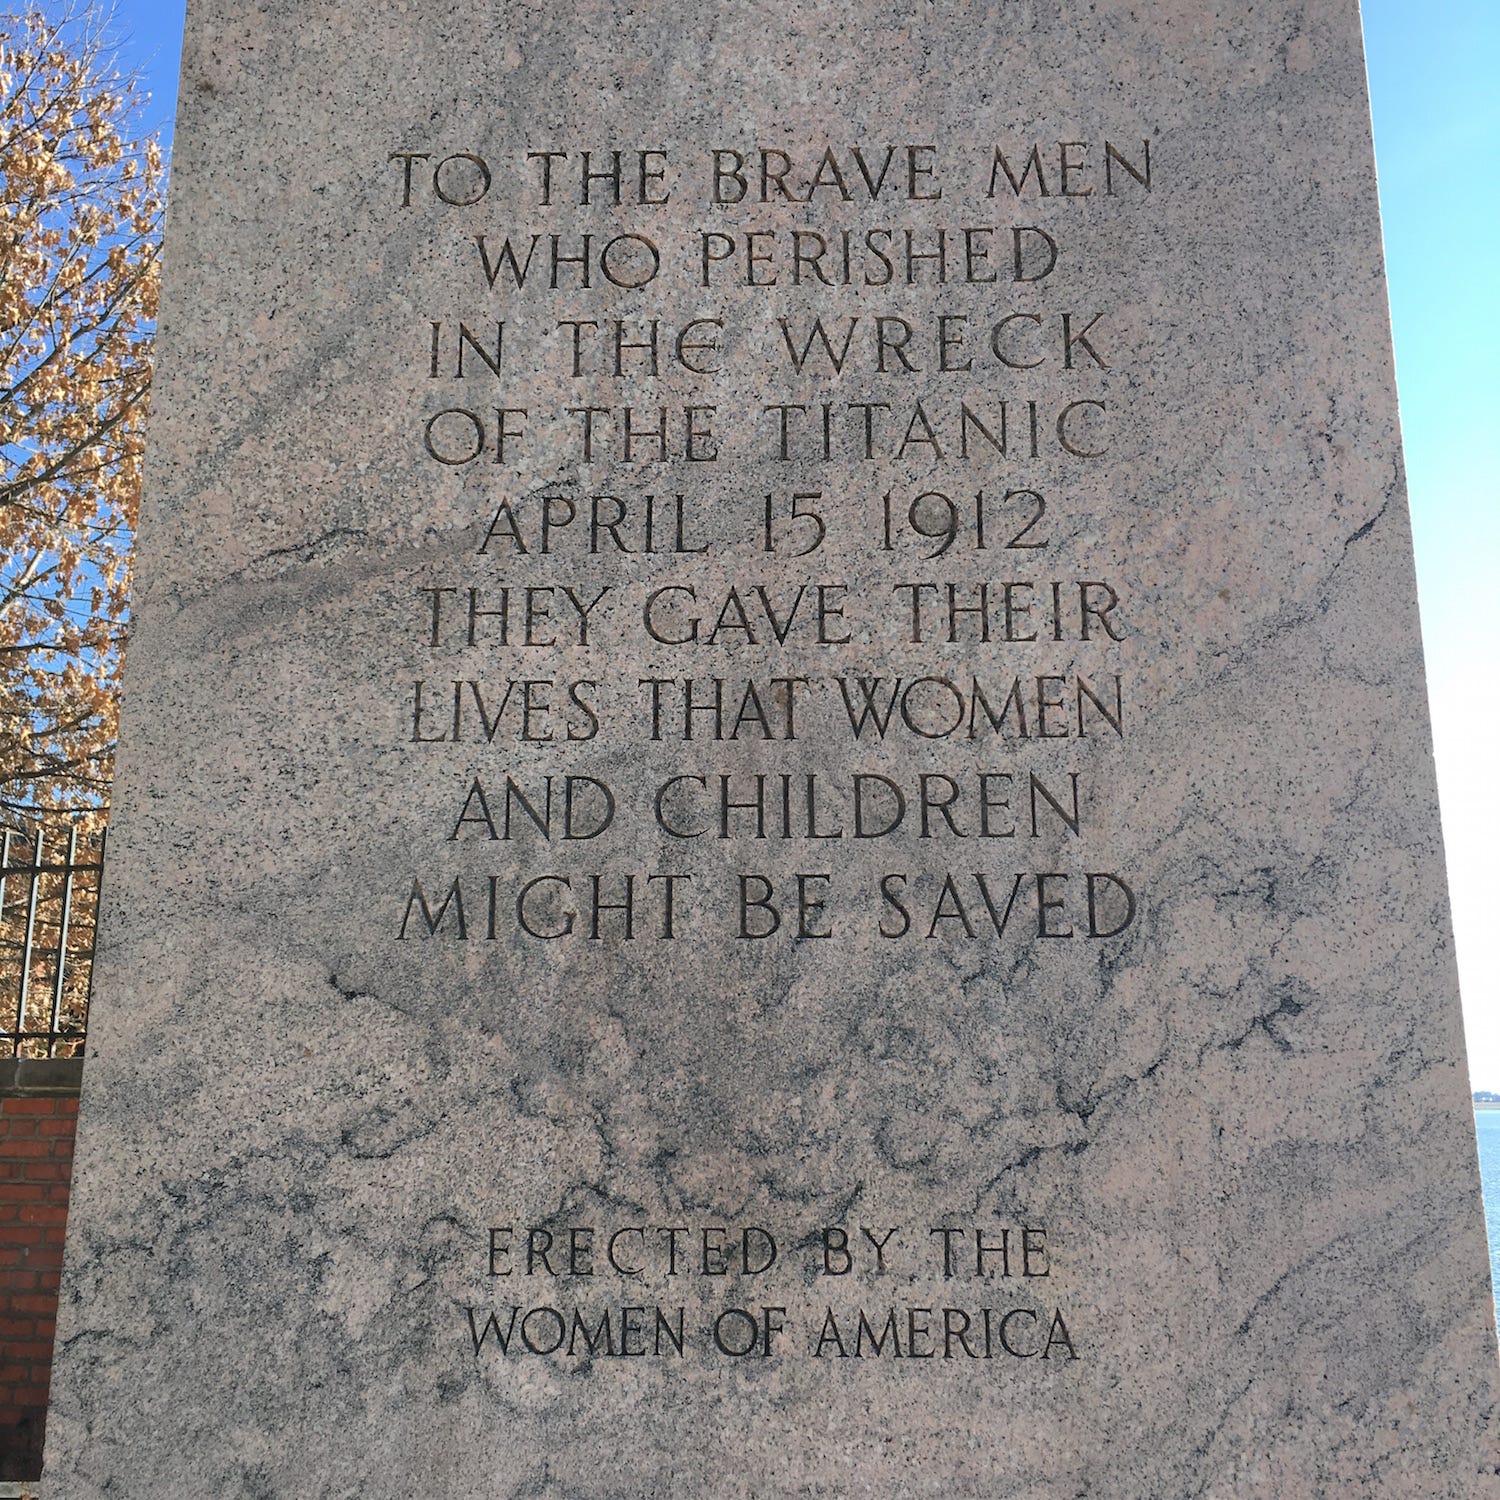 TO THE BRAVE MEN
WHO PERISHED
IN THE WRECK
OF THE TITANIC
APRIL 15 1912
THEY GAVE THEIR
LIVES THAT WOMEN
AND CHILDREN
MIGHT BE SAVED
ERECTED BY THE
WOMEN OF AMERICA